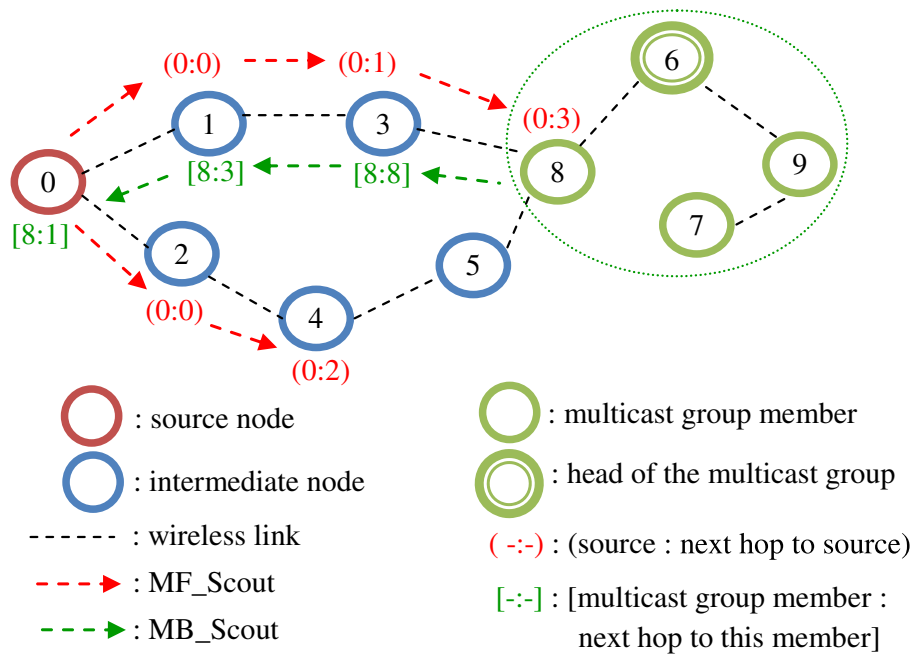 (0:0)
(0:1)
6
(0:3)
1
3
9
0
[8:3]
[8:8]
8
[8:1]
7
2
5
(0:0)
4
(0:2)
: source node
: multicast group member
: intermediate node
: head of the multicast group
: wireless link
( -:-) : (source : next hop to source)
: MF_Scout
[-:-] : [multicast group member :
next hop to this member]
: MB_Scout